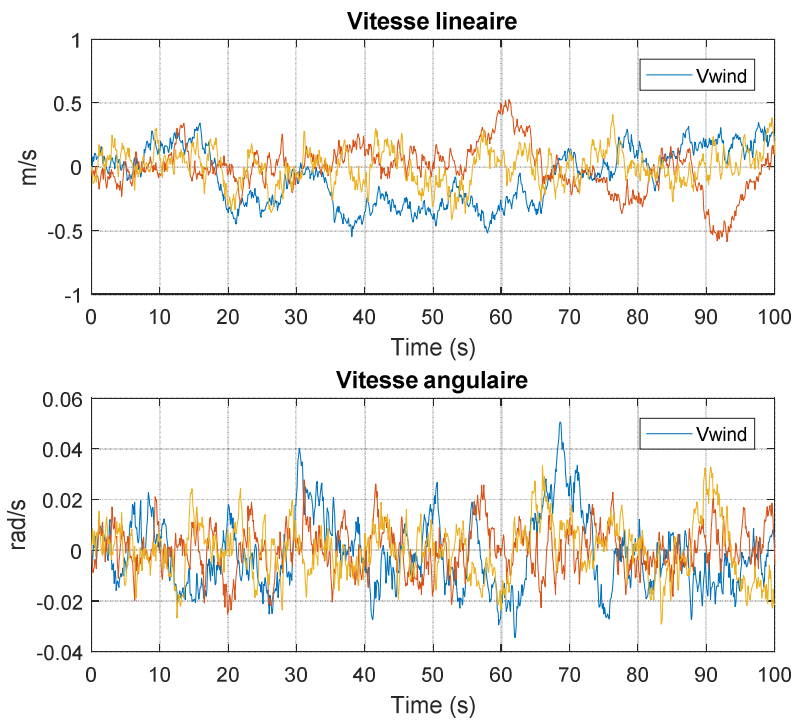 Vitesse lineaire
1
0.5
0
-0.5
-1
m/s
Vwind
0 10 20 30 40 50 60 70 80 90 100
Time (s)
Vitesse angulaire
0.06
0.04
0.02
0
-0.02
-0.04
rad/s
Vwind
0 10 20 30 40 50 60 70 80 90 100
Time (s)